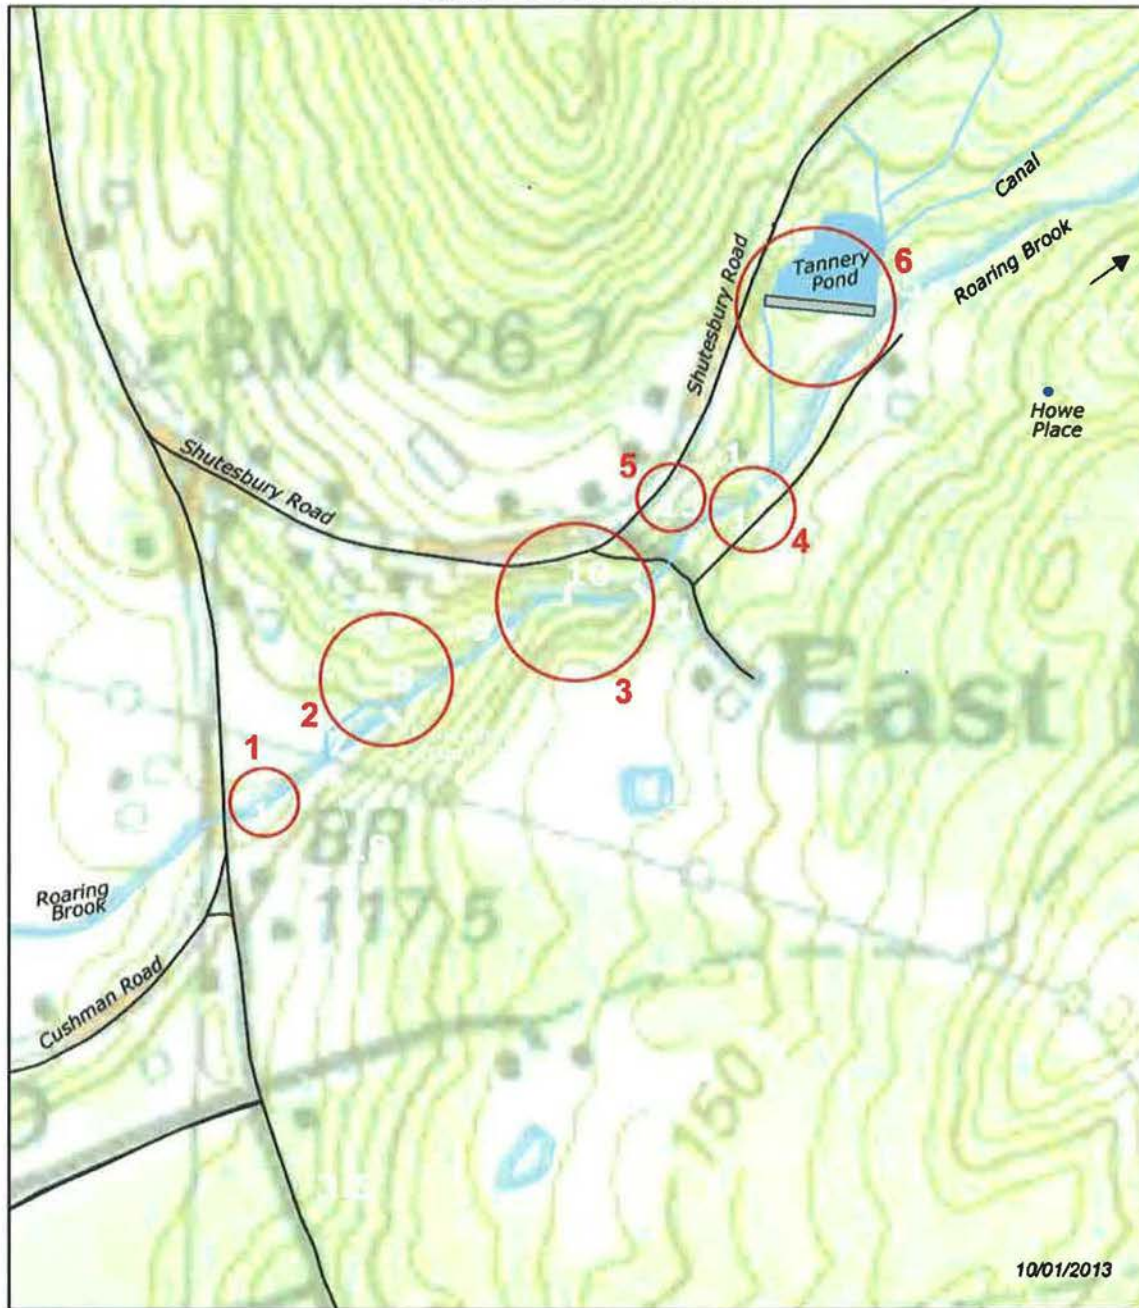 Canal
Roaring Brook
Tannery
Pond
6
Shutesbury Road
BM 126 7
Howe
Place
Shutesbury Road
5
4
3
2
1
East
BR
117 5
Roaring
Brook
Cushman Road
150
10/01/2013